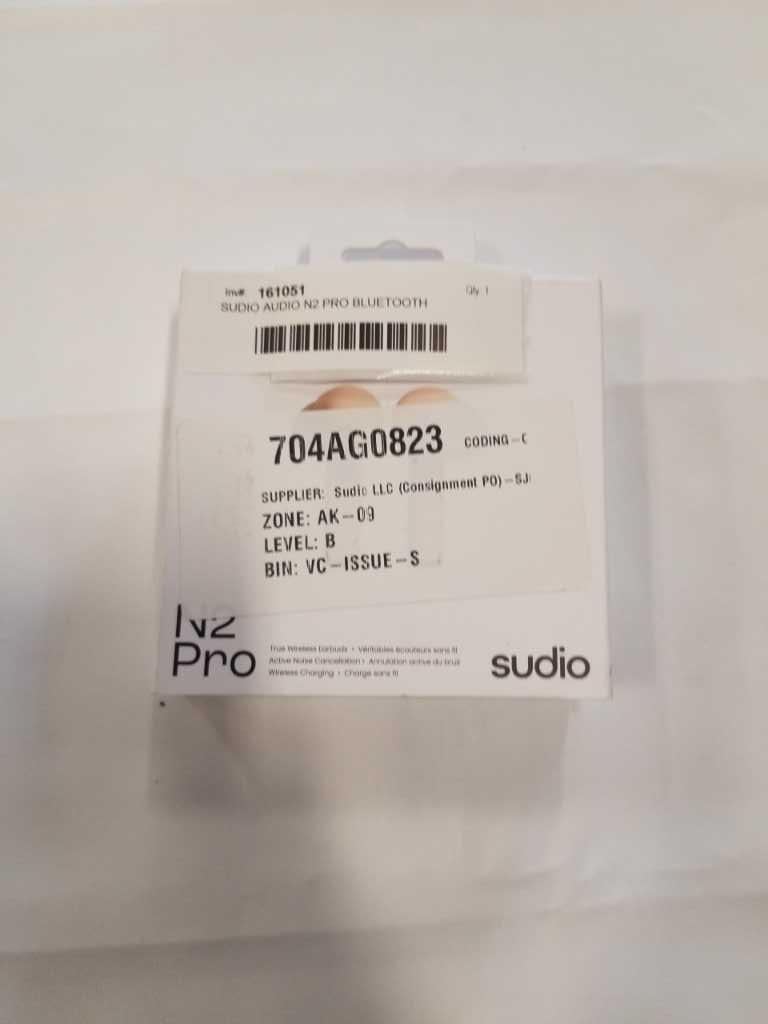 Inv#: 161051 Qty: 1
SUDIO AUDIO N2 PRO BLUETOOTH
704AG0823 CODING-C
SUPPLIER: Sudio LLC (Consignment PO)-SJ
ZONE: AK-09
LEVEL: B
BIN: VC-ISSUE-S
N2
Pro
True Wireless Earbuds • Véritables écouteurs sans fil
Active Noise Cancellation • Annulation active du bruit
Wireless Charging • Charge sans fil
sudio